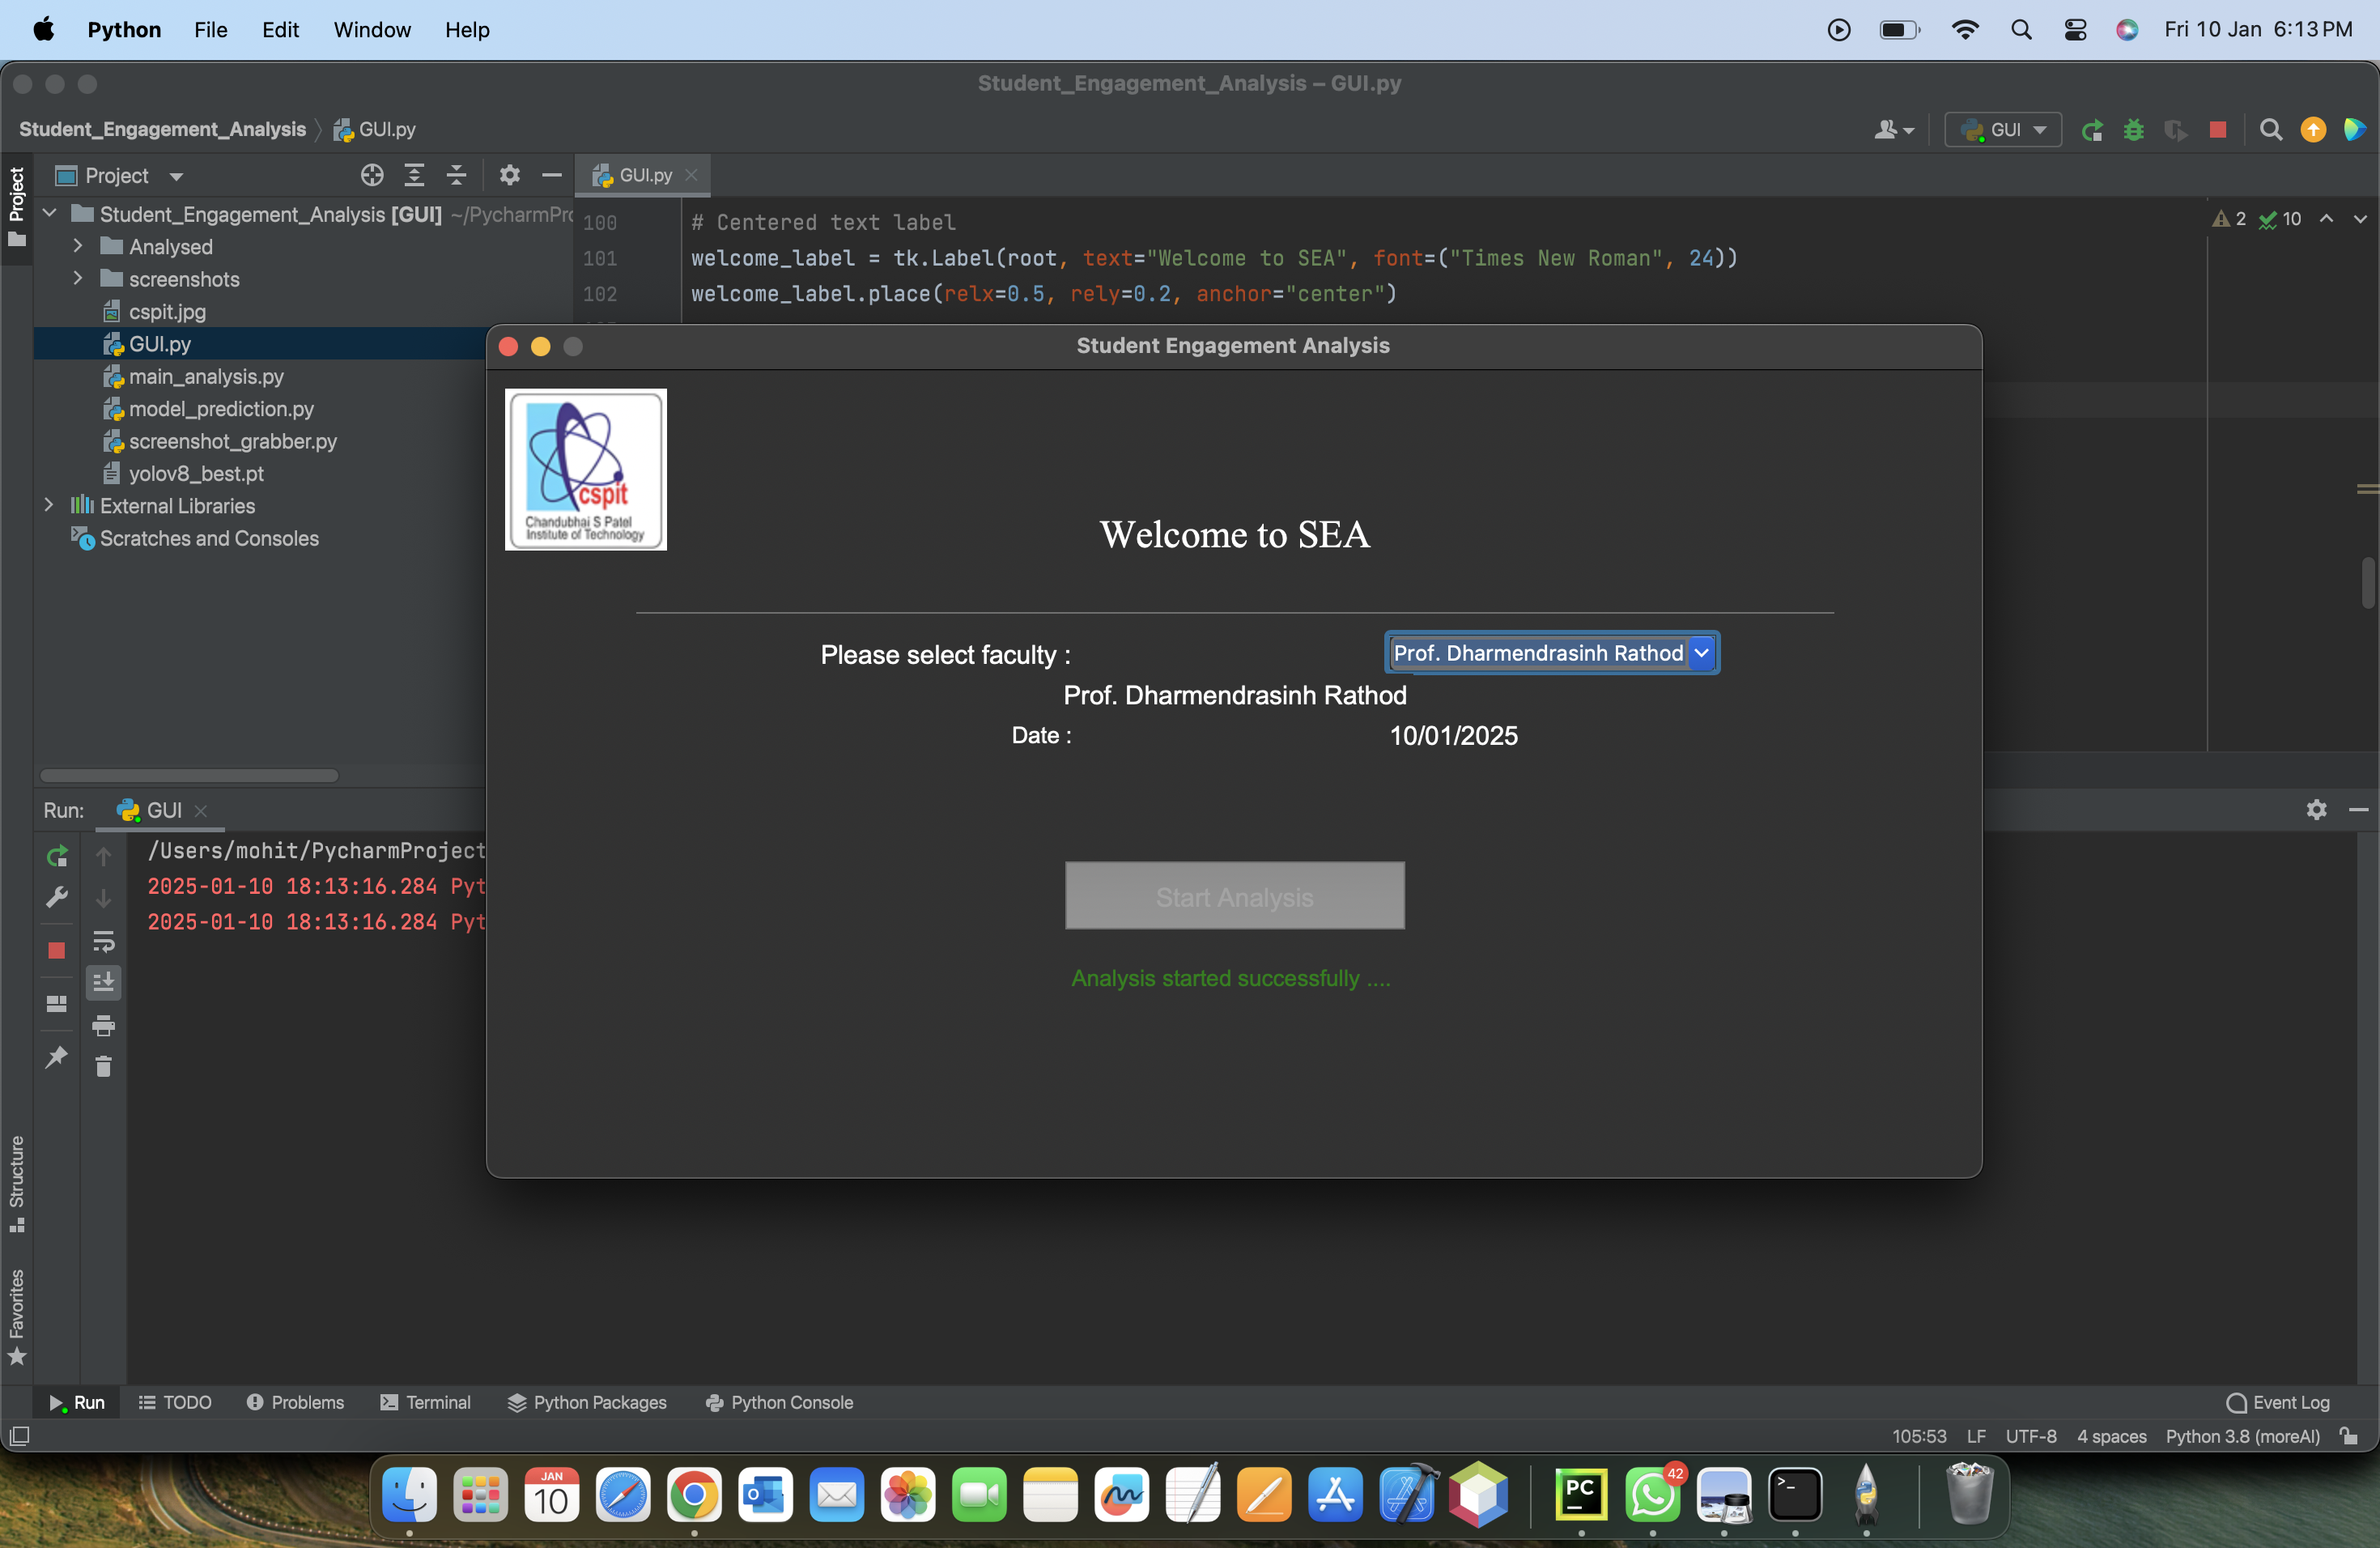 Python File Edit Window Help Fri 10 Jan 6:13 PM
Student_Engagement_Analysis – GUI.py
Student_Engagement_Analysis GUI.py GUI
Project GUI.py
Project
Student_Engagement_Analysis [GUI] ~/PycharmPro
Analysed
screenshots
cspit.jpg
GUI.py
main_analysis.py
model_prediction.py
screenshot_grabber.py
yolov8_best.pt
External Libraries
Scratches and Consoles
100 # Centered text label
101 welcome_label = tk.Label(root, text="Welcome to SEA", font=("Times New Roman", 24))
102 welcome_label.place(relx=0.5, rely=0.2, anchor="center")
2 10
Student Engagement Analysis
cspit
Chandubhai S Patel
Institute of Technology
Welcome to SEA
Please select faculty : Prof. Dharmendrasinh Rathod
Prof. Dharmendrasinh Rathod
Date : 10/01/2025
Start Analysis
Analysis started successfully ....
Run: GUI
/Users/mohit/PycharmProject
2025-01-10 18:13:16.284 Pyt
2025-01-10 18:13:16.284 Pyt
Structure
Favorites
Run TODO Problems Terminal Python Packages Python Console Event Log
105:53 LF UTF-8 4 spaces Python 3.8 (moreAI)
JAN
10
PC
42